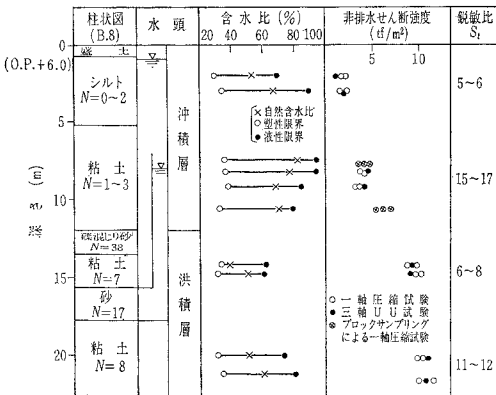 柱状図
(B.8)
水頭
含水比(%)
20 40 60 80 100
非排水せん断強度
(tf/m²)
5 10
鋭敏比
St
深さ(m)
0
5
10
15
20
盛土
(O.P.+6.0)
シルト
N=0~2
粘土
N=1~3
礫混じり砂
N=38
粘土
N=7
砂
N=17
粘土
N=8
沖積層
洪積層
×自然含水比
○塑性限界
●液性限界
○一軸圧縮試験
●三軸UU試験
⊗ブロックサンプリング
による一軸圧縮試験
5~6
15~17
6~8
11~12